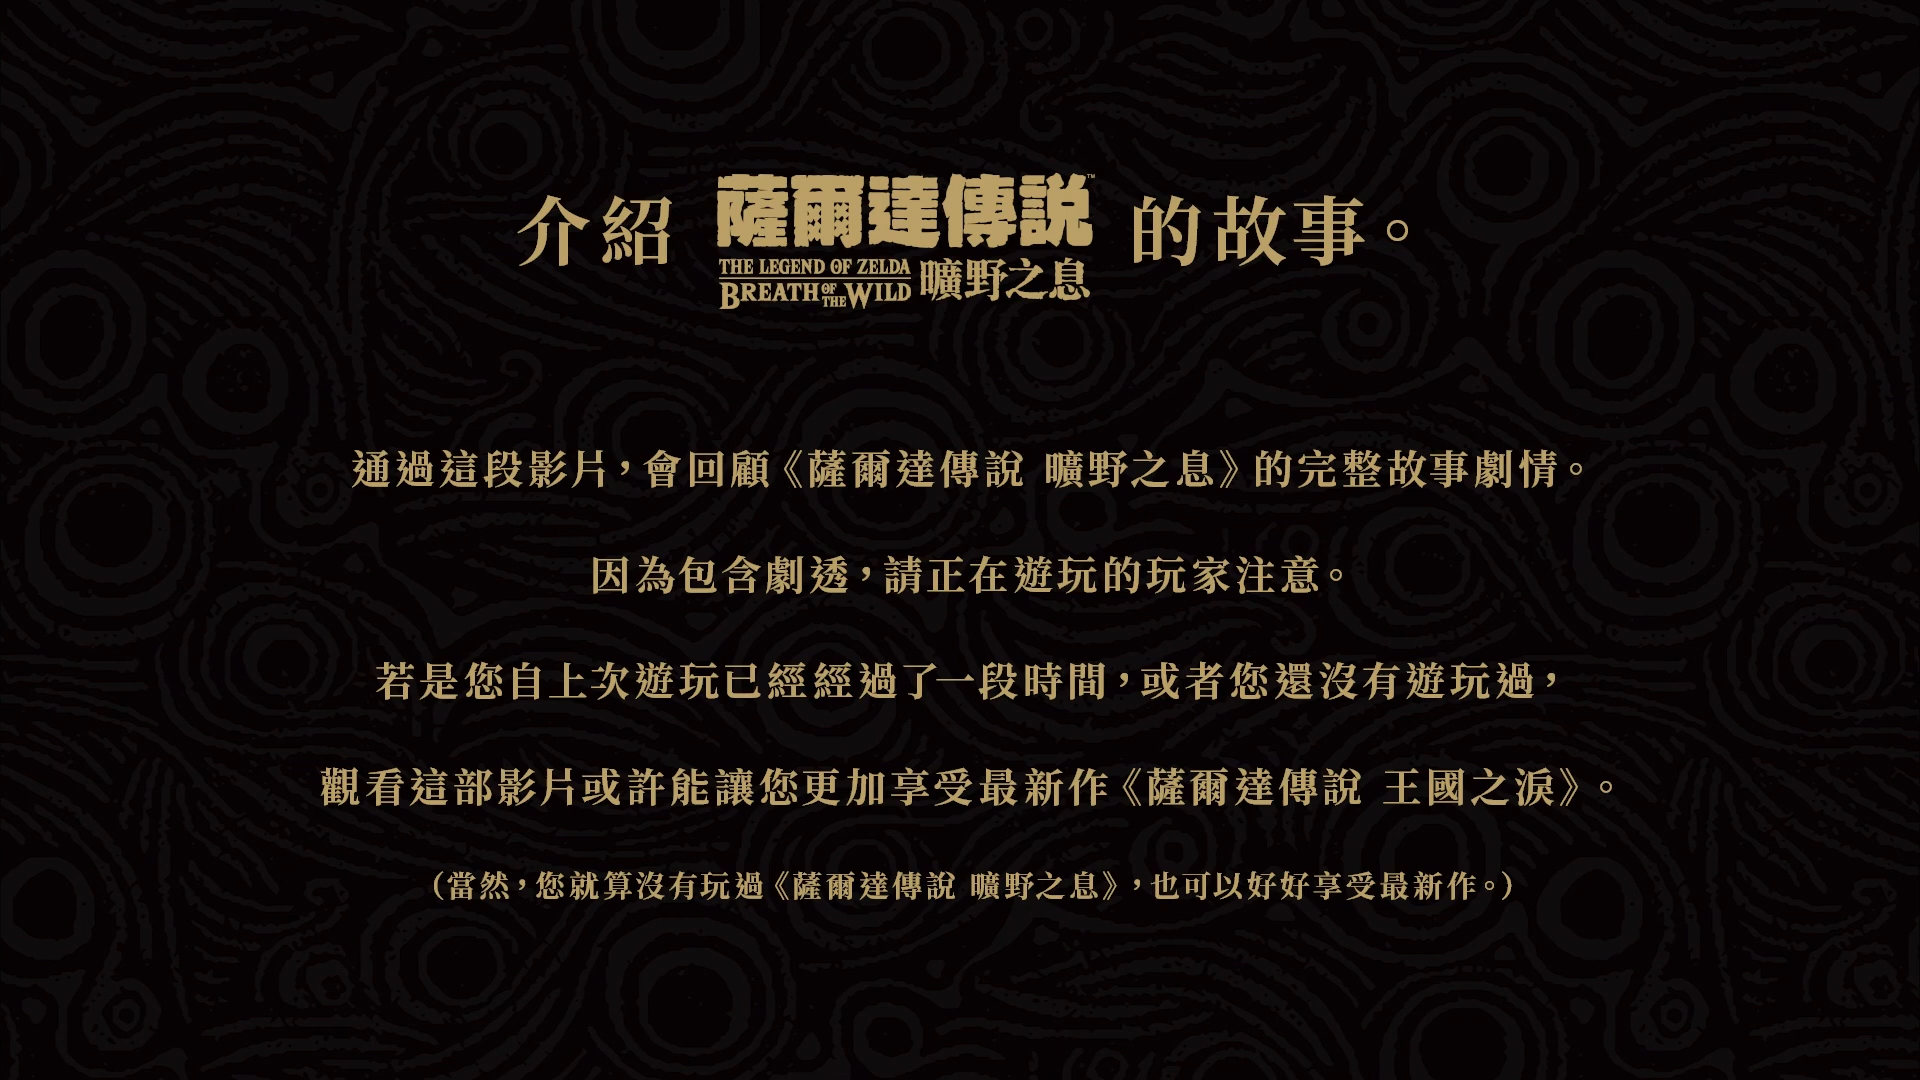 介紹 薩爾達傳說™ 的故事。
THE LEGEND OF ZELDA
BREATH OF THE WILD 曠野之息
通過這段影片，會回顧《薩爾達傳說 曠野之息》的完整故事劇情。
因為包含劇透，請正在遊玩的玩家注意。
若是您自上次遊玩已經經過了一段時間，或者您還沒有遊玩過，
觀看這部影片或許能讓您更加享受最新作《薩爾達傳說 王國之淚》。
（當然，您就算沒有玩過《薩爾達傳說 曠野之息》，也可以好好享受最新作。）